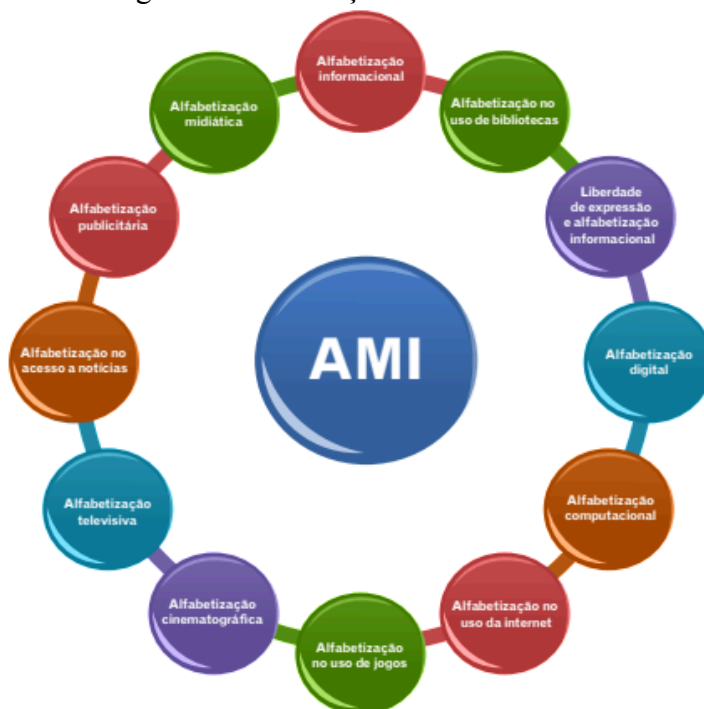 Alfabetização
informacional
Alfabetização no
uso de bibliotecas
Liberdade
de expressão
e alfabetização
informacional
Alfabetização
digital
Alfabetização
computacional
Alfabetização no
uso da internet
Alfabetização
no uso de jogos
Alfabetização
cinematográfica
Alfabetização
televisiva
Alfabetização no
acesso a notícias
Alfabetização
publicitária
Alfabetização
midiática
AMI